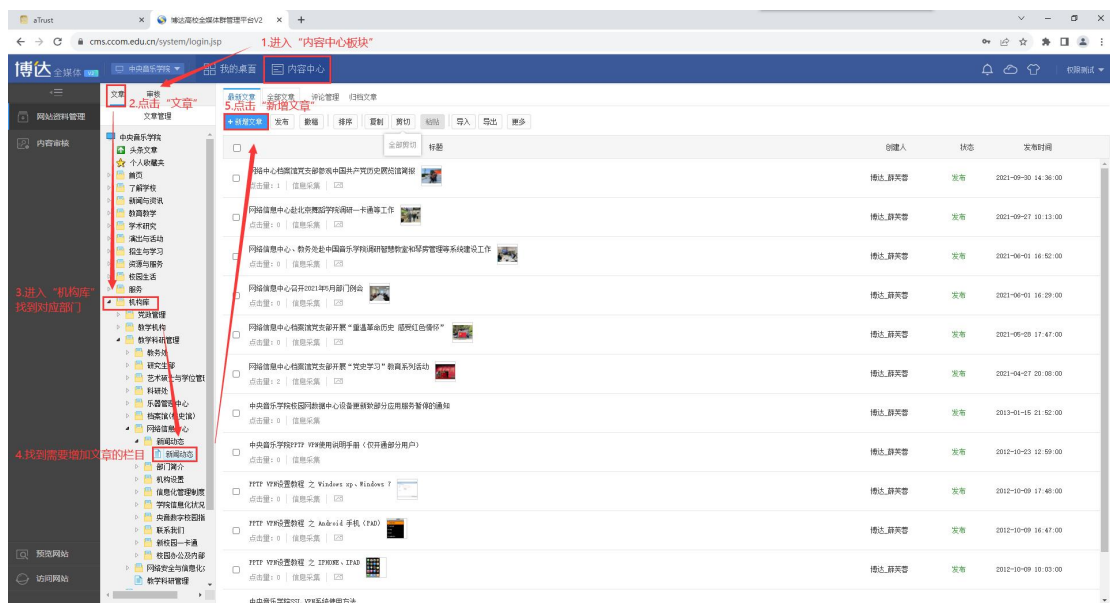 aTrust
博达高校全媒体群管理平台V2
cms.ccom.edu.cn/system/login.jsp
1.进入“内容中心板块”
博达 全媒体
中央音乐学院
我的桌面
内容中心
权限测试
文章
审核
2.点击“文章”
文章管理
网站资料管理
内容审核
最新文章 全部文章 评论管理 归档文章
5.点击“新增文章”
+新增文章 发布 撤稿 排序 复制 剪切 粘贴 导入 导出 更多
全部剪切
标题 创建人 状态 发布时间
中央音乐学院
头条文章
个人收藏夹
首页
了解学校
新闻与资讯
教育教学
学术研究
演出与活动
招生与学习
资源与服务
校园生活
服务
3.进入“机构库”
找到对应部门
机构库
党政管理
教学机构
教学科研管理
教务处
研究生部
艺术硕士与学位管
科研处
乐器管理中心
档案馆(校史馆)
网络信息中心
新闻动态
4.找到需要增加文章的栏目
新闻动态
部门简介
机构设置
信息化管理制度
学院信息化状况
央音数字校园指
联系我们
新校园一卡通
校园办公及内部
网络安全与信息化
教学科研管理
预览网站
访问网站
网络中心档案馆党支部参观中国共产党历史展览馆简报
点击量：1 | 信息采集
博达_薛芙蓉 发布 2021-09-30 14:36:00
网络信息中心赴北京舞蹈学院调研一卡通等工作
点击量：0 | 信息采集
博达_薛芙蓉 发布 2021-09-27 10:13:00
网络信息中心、教务处赴中国音乐学院调研智慧教室和琴房管理等系统建设工作
点击量：0 | 信息采集
博达_薛芙蓉 发布 2021-06-01 16:52:00
网络信息中心召开2021年5月部门例会
点击量：0 | 信息采集
博达_薛芙蓉 发布 2021-06-01 16:29:00
网络信息中心档案馆党支部开展“重温革命历史 感受红色情怀”
点击量：0 | 信息采集
博达_薛芙蓉 发布 2021-05-28 17:47:00
网络信息中心档案馆党支部开展“党史学习”教育系列活动
点击量：2 | 信息采集
博达_薛芙蓉 发布 2021-04-27 20:08:00
中央音乐学院校园网数据中心设备更新致部分应用服务暂停的通知
点击量：0 | 信息采集
博达_薛芙蓉 发布 2013-01-15 21:52:00
中央音乐学院PPTP VPN使用说明手册（仅开通部分用户）
点击量：0 | 信息采集
博达_薛芙蓉 发布 2012-10-23 12:59:00
PPTP VPN设置教程 之 Windows xp、Windows 7
点击量：0 | 信息采集
博达_薛芙蓉 发布 2012-10-09 17:48:00
PPTP VPN设置教程 之 Android 手机（PAD）
点击量：0 | 信息采集
博达_薛芙蓉 发布 2012-10-09 16:47:00
PPTP VPN设置教程 之 IPHONE、IPAD
点击量：0 | 信息采集
博达_薛芙蓉 发布 2012-10-09 10:03:00
中央音乐学院SSL VPN系统使用方法